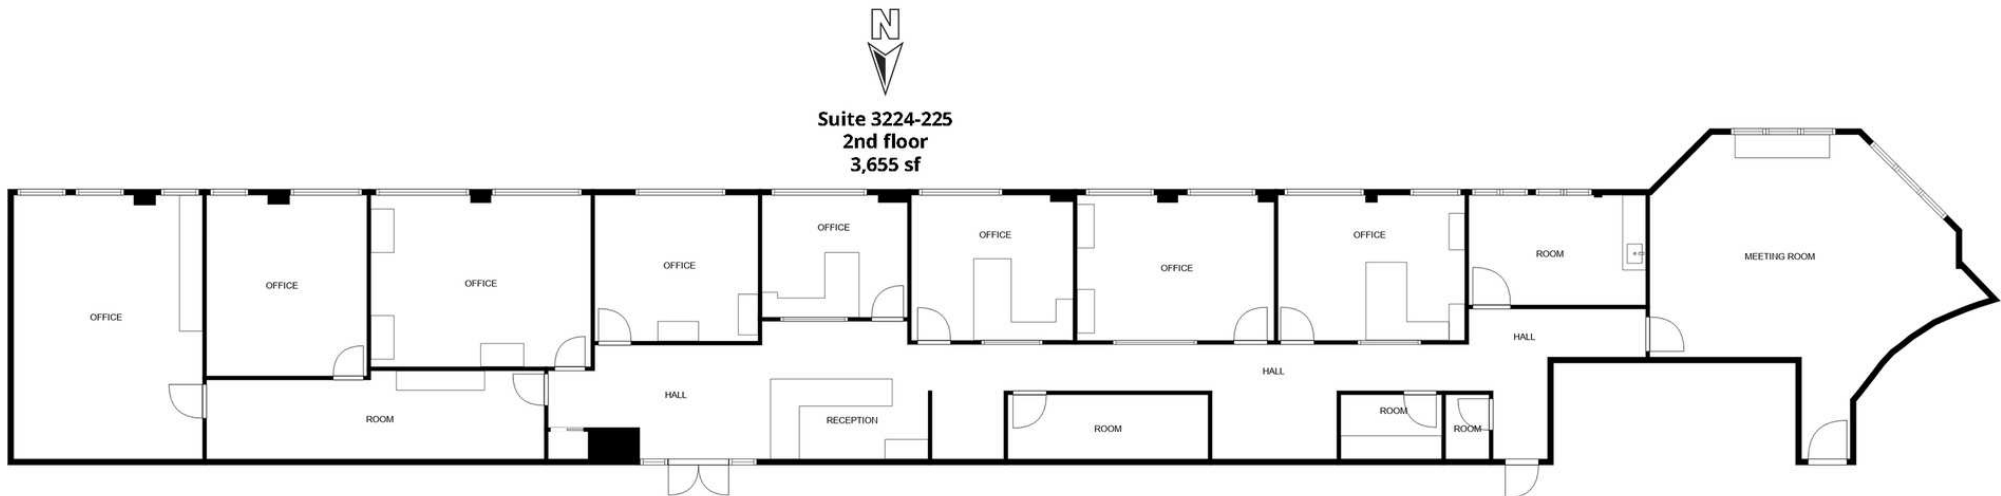 N
Suite 3224-225
2nd floor
3,655 sf
OFFICE
OFFICE
OFFICE
OFFICE
OFFICE
OFFICE
OFFICE
OFFICE
ROOM
MEETING ROOM
HALL
HALL
HALL
ROOM
RECEPTION
ROOM
ROOM
ROOM